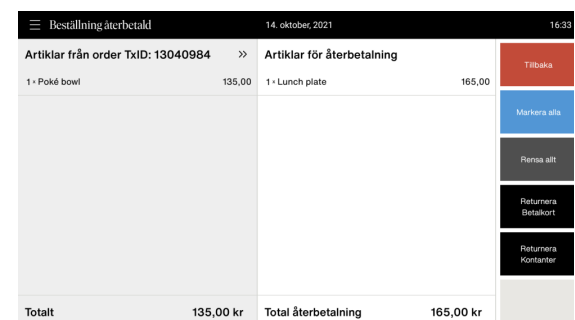 Beställning återbetald
14. oktober, 2021
16:33
Artiklar från order TxID: 13040984 »
1 × Poké bowl 135,00
Totalt 135,00 kr
Artiklar för återbetalning
1 × Lunch plate 165,00
Total återbetalning 165,00 kr
Tillbaka
Markera alla
Rensa allt
Returnera
Betalkort
Returnera
Kontanter